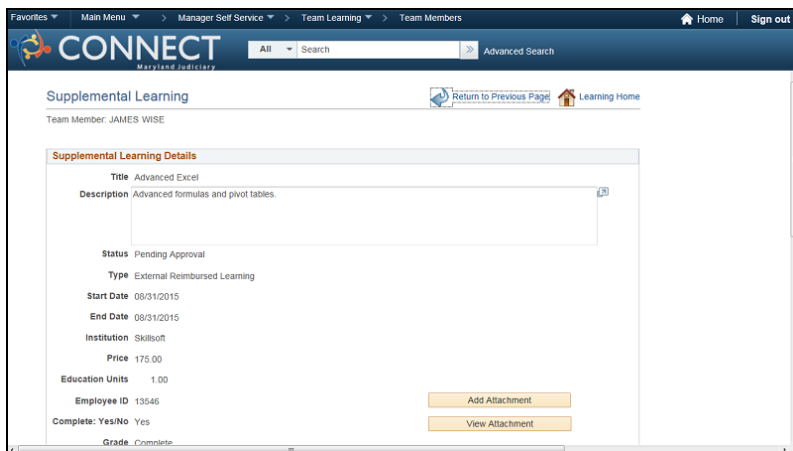 Favorites Main Menu > Manager Self Service > Team Learning > Team Members Home Sign out
CONNECT
Maryland Judiciary
All Search >> Advanced Search
Supplemental Learning Return to Previous Page Learning Home
Team Member: JAMES WISE
Supplemental Learning Details
Title Advanced Excel
Description Advanced formulas and pivot tables.
Status Pending Approval
Type External Reimbursed Learning
Start Date 08/31/2015
End Date 08/31/2015
Institution Skillsoft
Price 175.00
Education Units 1.00
Employee ID 13546 Add Attachment
Complete: Yes/No Yes View Attachment
Grade Complete